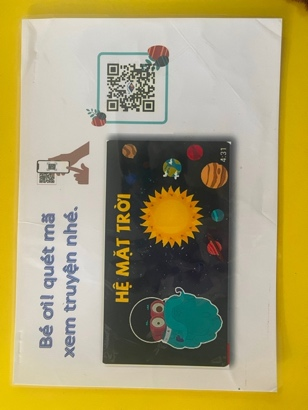 Bé ơi! quét mã
xem truyện nhé.
HỆ MẶT TRỜI
4:31